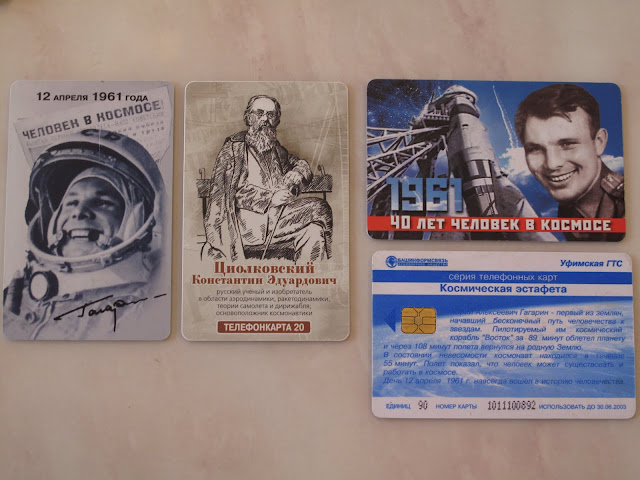 12 АПРЕЛЯ 1961 ГОДА
ЧЕЛОВЕК В КОСМОСЕ!
Гагарин
Циолковский
Константин Эдуардович
русский ученый и изобретатель
в области аэродинамики, ракетодинамики,
теории самолета и дирижабля,
основоположник космонавтики
ТЕЛЕФОНКАРТА 20
1961
40 ЛЕТ ЧЕЛОВЕК В КОСМОСЕ
БАШИНФОРМСВЯЗЬ
Уфимская ГТС
серия телефонных карт
Космическая эстафета
Алексеевич Гагарин - первый из землян,
начавший бесконечный путь человечества к
звездам. Пилотируемый им космический
корабль "Восток" за 89 минут облетел планету
и через 108 минут полета вернулся на родную Землю.
В состоянии невесомости космонавт находился в течение
55 минут. Полет показал, что человек может существовать и
работать в космосе.
День 12 апреля 1961 г. навсегда вошел в историю человечества.
ЕДИНИЦ 90 НОМЕР КАРТЫ 1011100892 ИСПОЛЬЗОВАТЬ ДО 30.06.2003